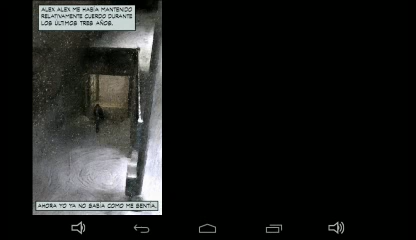 ALEX ALEX ME HABÍA MANTENIDO
RELATIVAMENTE CUERDO DURANTE
LOS ÚLTIMOS TRES AÑOS.
AHORA YO YA NO SABÍA COMO ME SENTÍA.